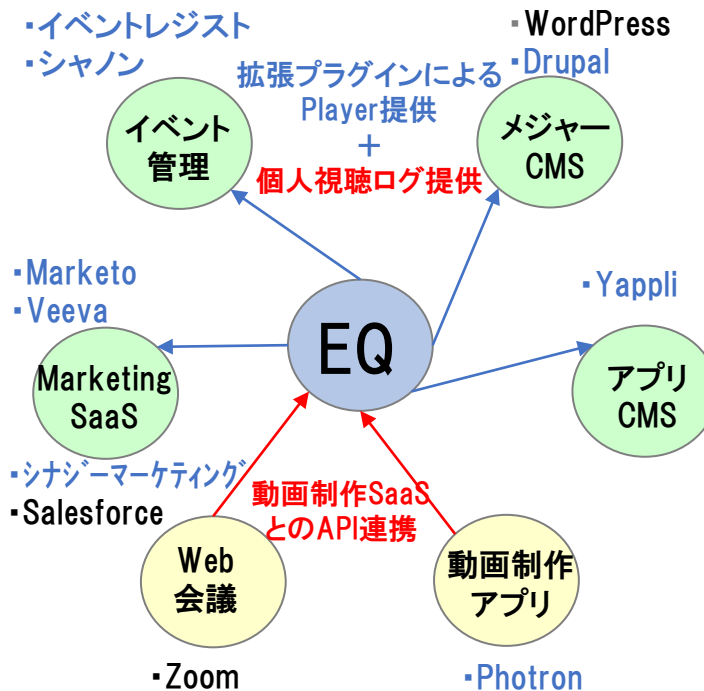 ▪イベントレジスト
▪シャノン
▪WordPress
▪Drupal
拡張プラグインによる
Player提供
+
個人視聴ログ提供
イベント
管理
メジャー
CMS
▪Marketo
▪Veeva
▪Yappli
EQ
Marketing
SaaS
アプリ
CMS
▪シナジーマーケティング
▪Salesforce
動画制作SaaS
とのAPI連携
Web
会議
動画制作
アプリ
▪Zoom
▪Photron